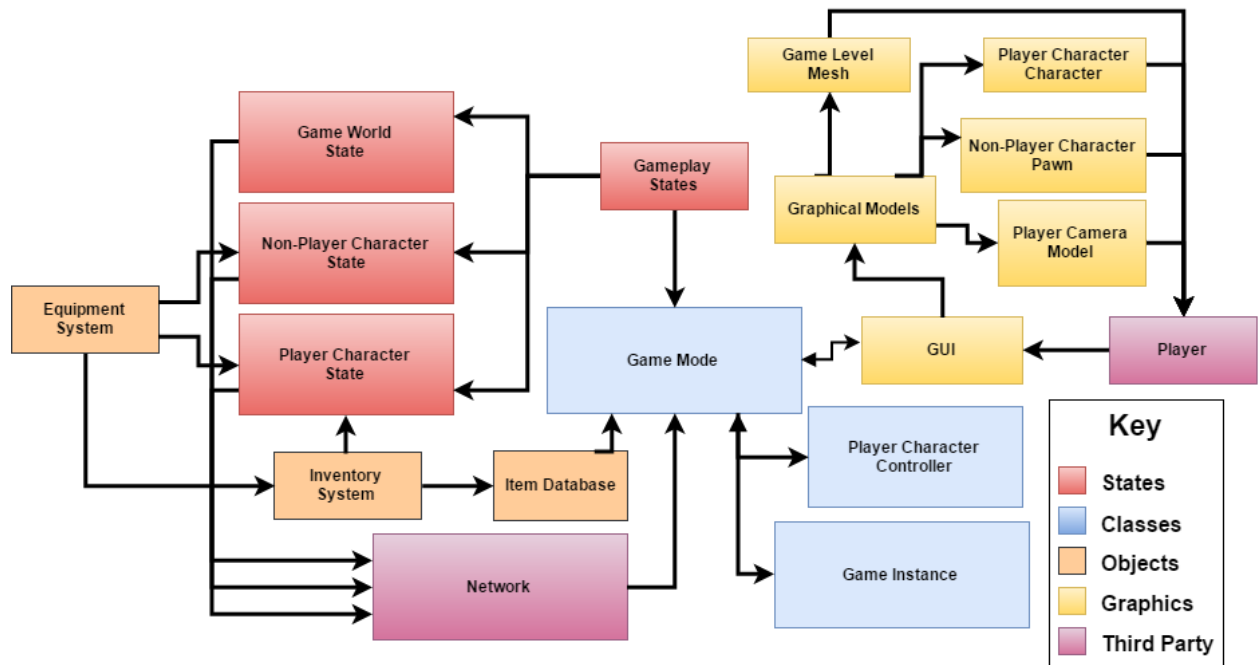 Game Level
Mesh
Player Character
Character
Game World
State
Gameplay
States
Non-Player Character
Pawn
Graphical Models
Non-Player Character
State
Player Camera
Model
Equipment
System
Player Character
State
Game Mode
GUI
Player
Inventory
System
Item Database
Player Character
Controller
Network
Game Instance
Key
States
Classes
Objects
Graphics
Third Party